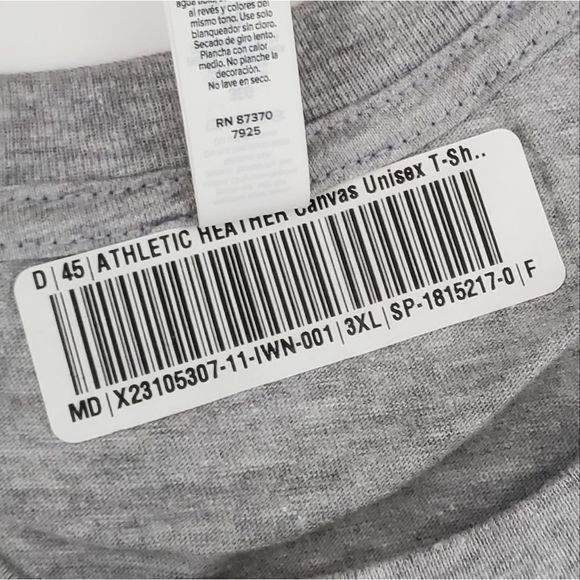 agua tibia,
al revés y colores del
mismo tono. Use solo
blanqueador sin cloro.
Secado de giro lento.
Plancha con calor
medio. No planche la
decoración.
No lave en seco.
RN 87370
7925
D | 45 | ATHLETIC HEATHER Canvas Unisex T-Sh..
MD | X23105307-11-IWN-001 | 3XL | SP-1815217-0 | F